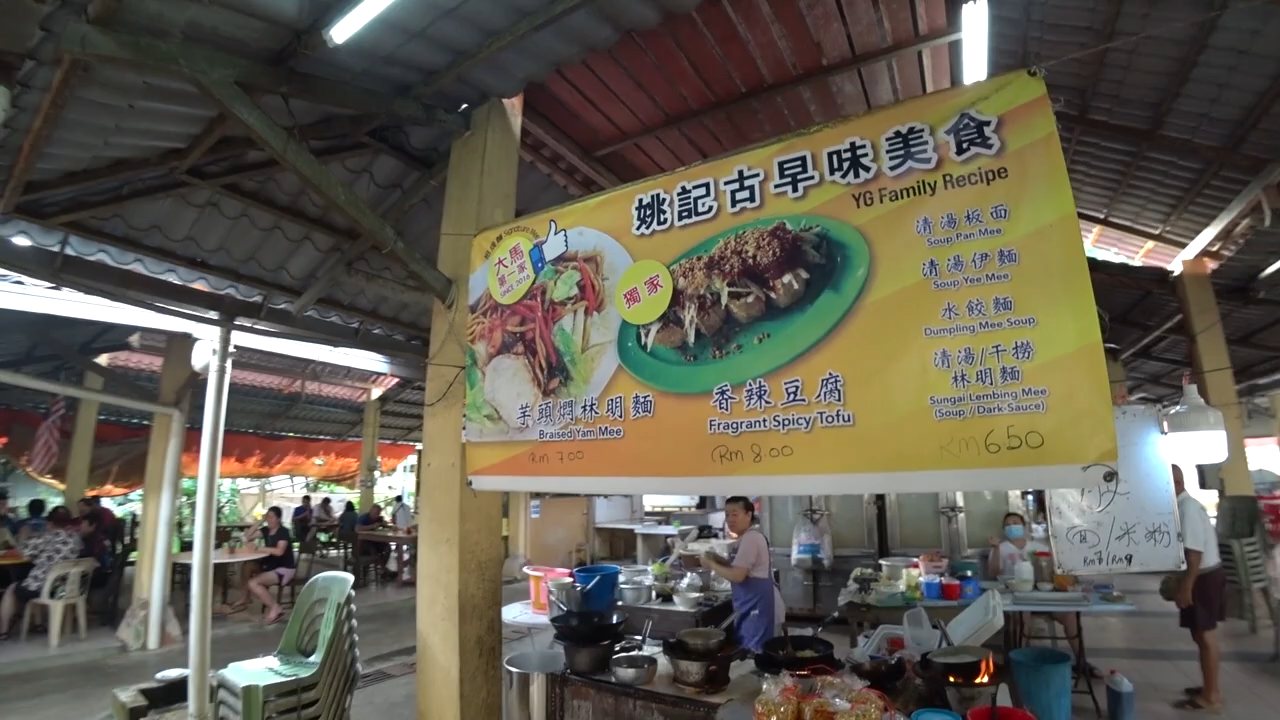 姚記古早味美食
YG Family Recipe
大馬
第一家
SINCE 2016
獨家
芋頭燜林明麵
Braised Yam Mee
RM 7.00
香辣豆腐
Fragrant Spicy Tofu
Rm 8.00
清湯板面
Soup Pan Mee
清湯伊麵
Soup Yee Mee
水餃麵
Dumpling Mee Soup
清湯/干撈
林明麵
Sungai Lembing Mee
(Soup / Dark Sauce)
RM 6.50
/米粉